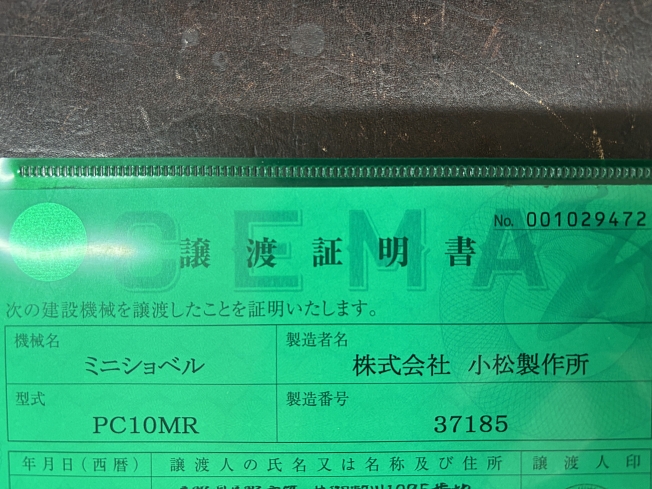 CEMA
No. 001029472
譲渡証明書
次の建設機械を譲渡したことを証明いたします。
機械名 製造者名
ミニショベル 株式会社 小松製作所
型式 製造番号
PC10MR 37185
年月日(西暦) 譲渡人の氏名又は名称及び住所 譲渡人印